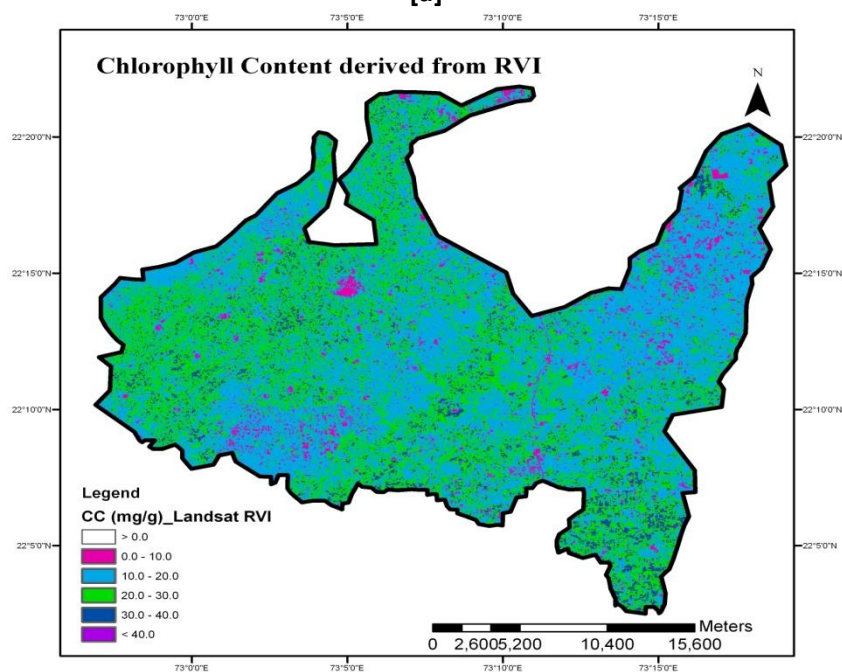 [a]
73°0'0"E 73°5'0"E 73°10'0"E 73°15'0"E
Chlorophyll Content derived from RVI
N
22°20'0"N 22°20'0"N
22°15'0"N 22°15'0"N
22°10'0"N 22°10'0"N
22°5'0"N 22°5'0"N
Legend
CC (mg/g)_Landsat RVI
> 0.0
0.0 - 10.0
10.0 - 20.0
20.0 - 30.0
30.0 - 40.0
< 40.0
Meters
0 2,600 5,200 10,400 15,600
73°0'0"E 73°5'0"E 73°10'0"E 73°15'0"E